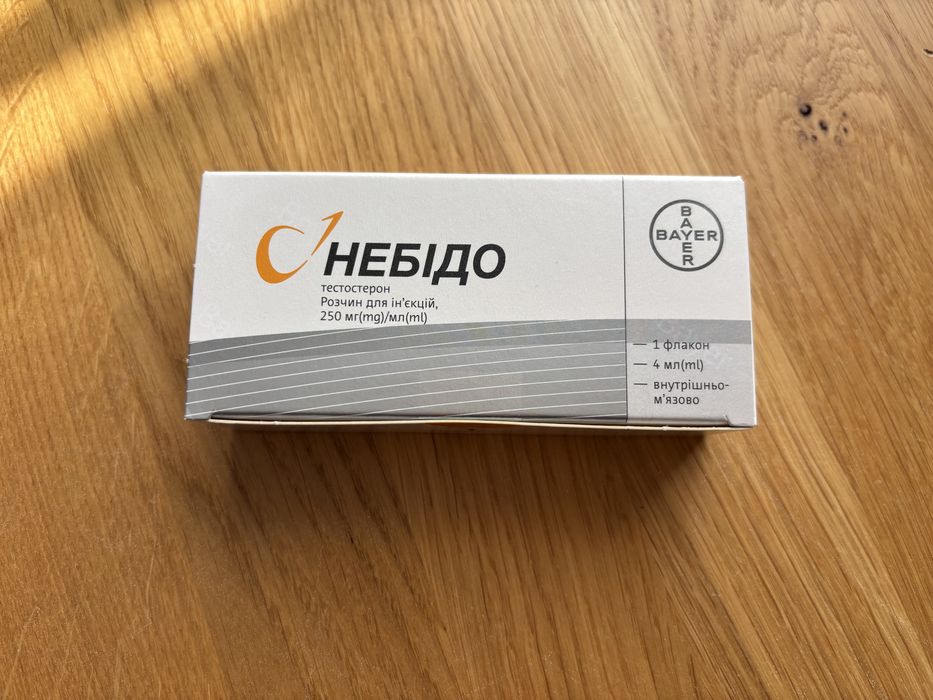 НЕБІДО
тестостерон
Розчин для ін'єкцій,
250 мг(mg)/мл(ml)
BAYER
BAYER
— 1 флакон
— 4 мл(ml)
— внутрішньо-
м'язово